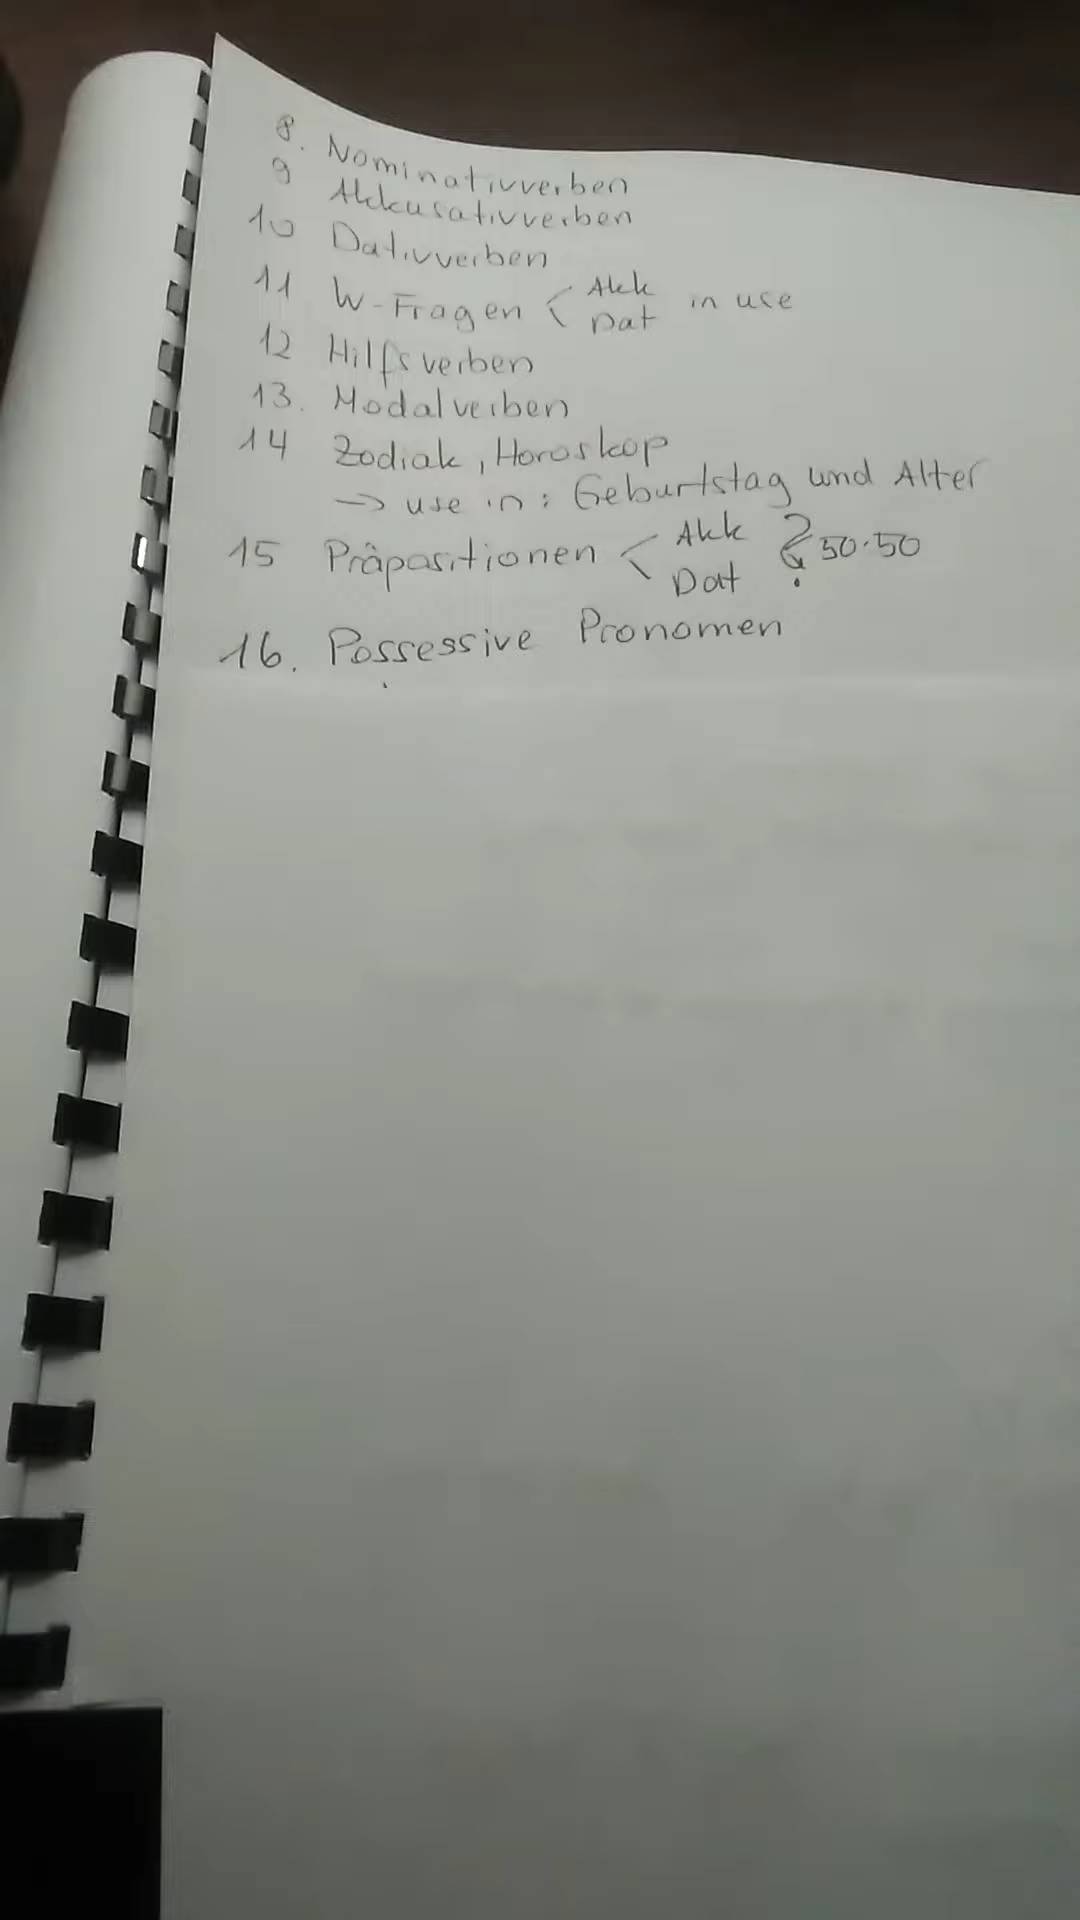 8. Nominativverben
9 Akkusativverben
10 Dativverben
11 W-Fragen < Akk Dat in use
12 Hilfsverben
13. Modalverben
14 Zodiak, Horoskop
→ use in: Geburtstag und Alter
15 Präpositionen < Akk Dat ? 50-50
16. Possessive Pronomen